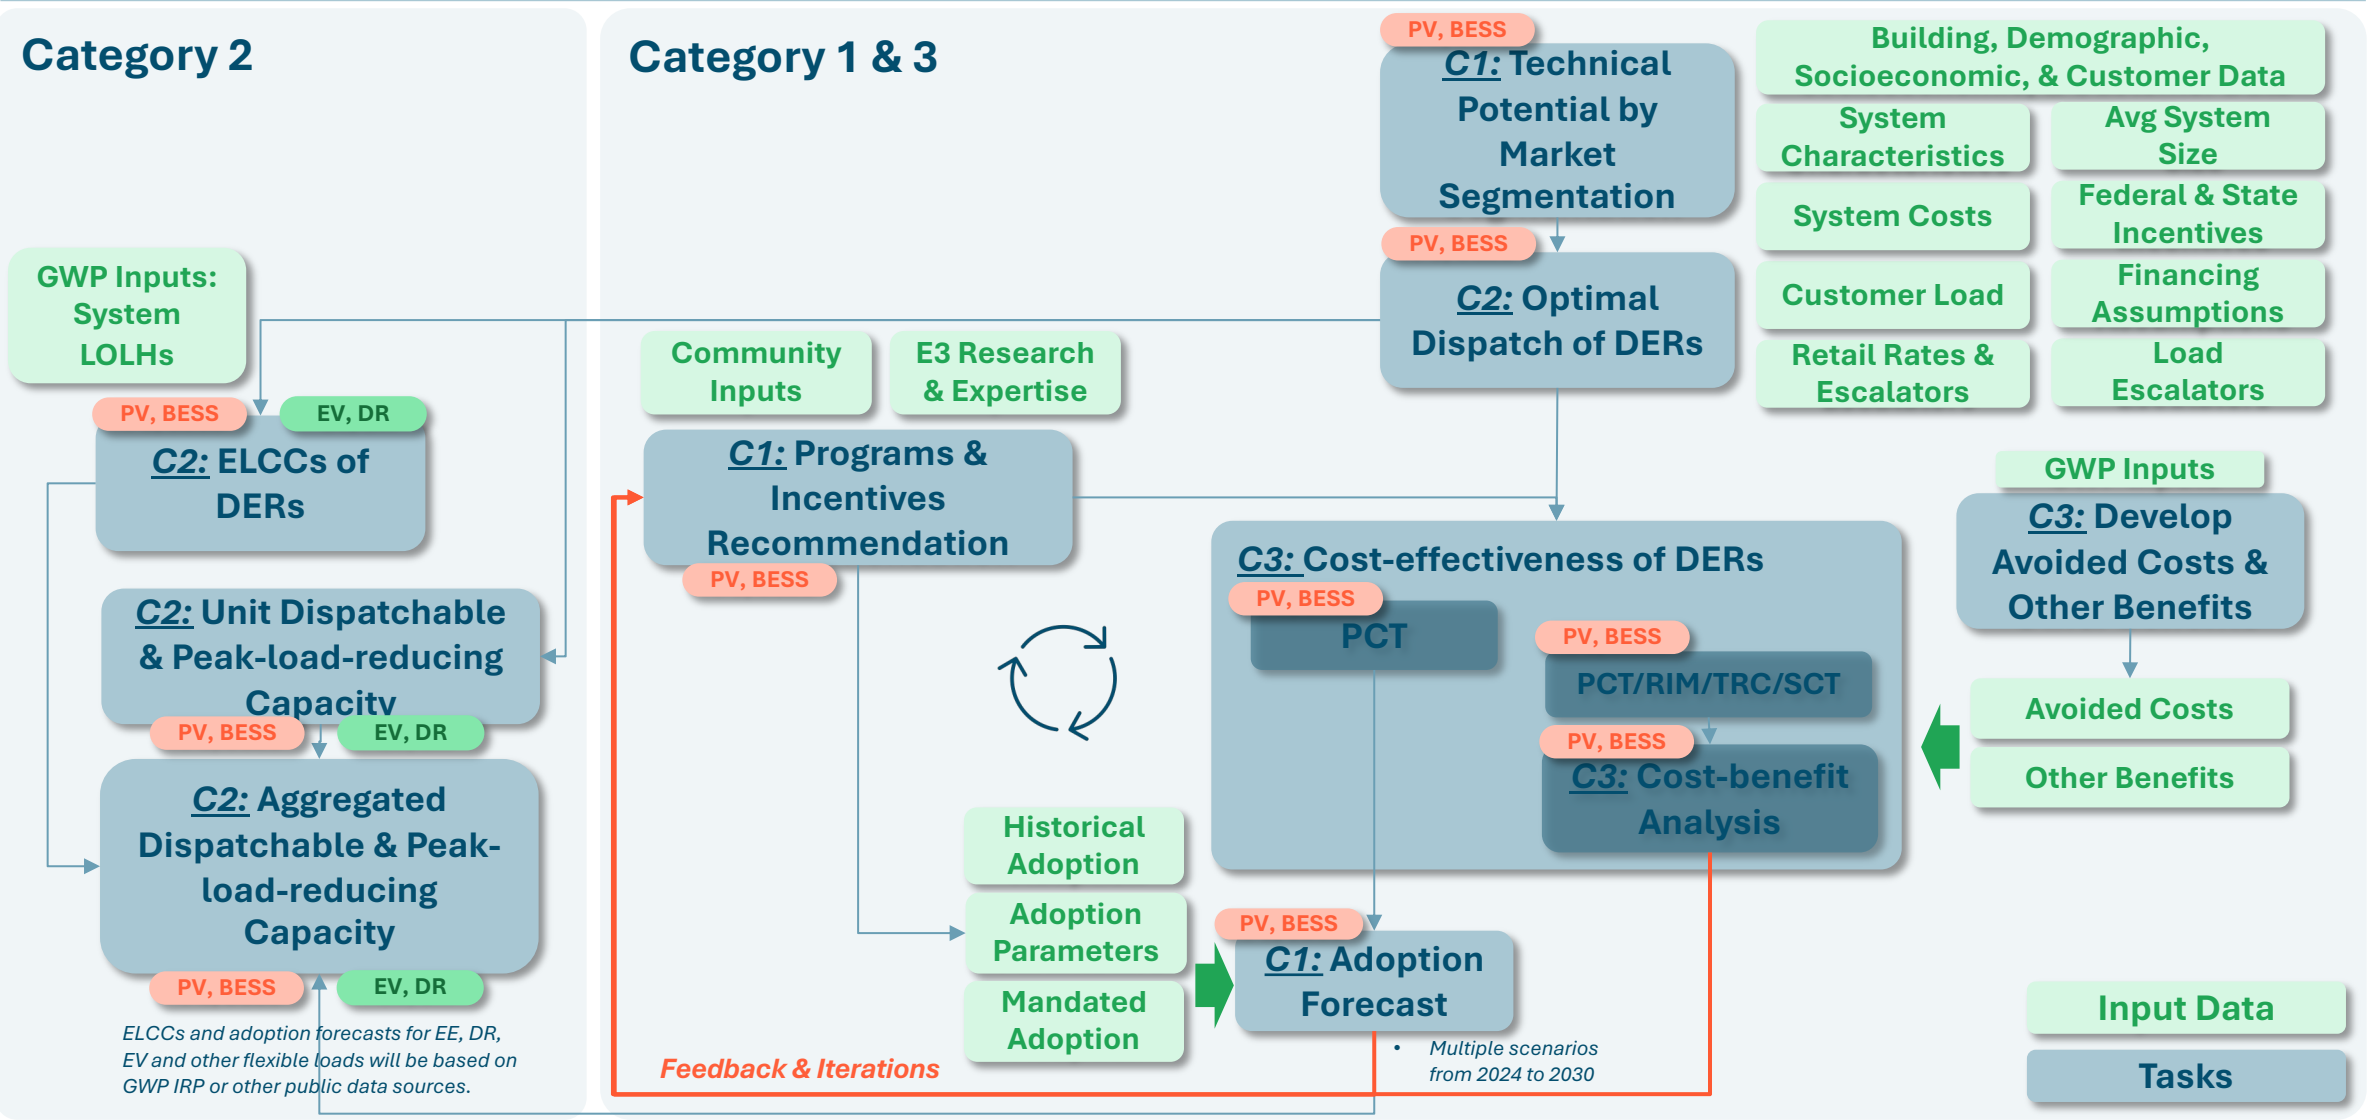 Category 2
GWP Inputs:
System
LOLHs
PV, BESS
EV, DR
C2: ELCCs of
DERs
C2: Unit Dispatchable
& Peak-load-reducing
Capacity
PV, BESS
EV, DR
C2: Aggregated
Dispatchable & Peak-
load-reducing
Capacity
PV, BESS
EV, DR
ELCCs and adoption forecasts for EE, DR,
EV and other flexible loads will be based on
GWP IRP or other public data sources.
Category 1 & 3
PV, BESS
C1: Technical
Potential by
Market
Segmentation
PV, BESS
C2: Optimal
Dispatch of DERs
Building, Demographic,
Socioeconomic, & Customer Data
System
Characteristics
Avg System
Size
System Costs
Federal & State
Incentives
Customer Load
Financing
Assumptions
Retail Rates &
Escalators
Load
Escalators
Community
Inputs
E3 Research
& Expertise
C1: Programs &
Incentives
Recommendation
PV, BESS
C3: Cost-effectiveness of DERs
PV, BESS
PCT
PV, BESS
PCT/RIM/TRC/SCT
PV, BESS
C3: Cost-benefit
Analysis
GWP Inputs
C3: Develop
Avoided Costs &
Other Benefits
Avoided Costs
Other Benefits
Historical
Adoption
Adoption
Parameters
Mandated
Adoption
PV, BESS
C1: Adoption
Forecast
• Multiple scenarios
from 2024 to 2030
Feedback & Iterations
Input Data
Tasks